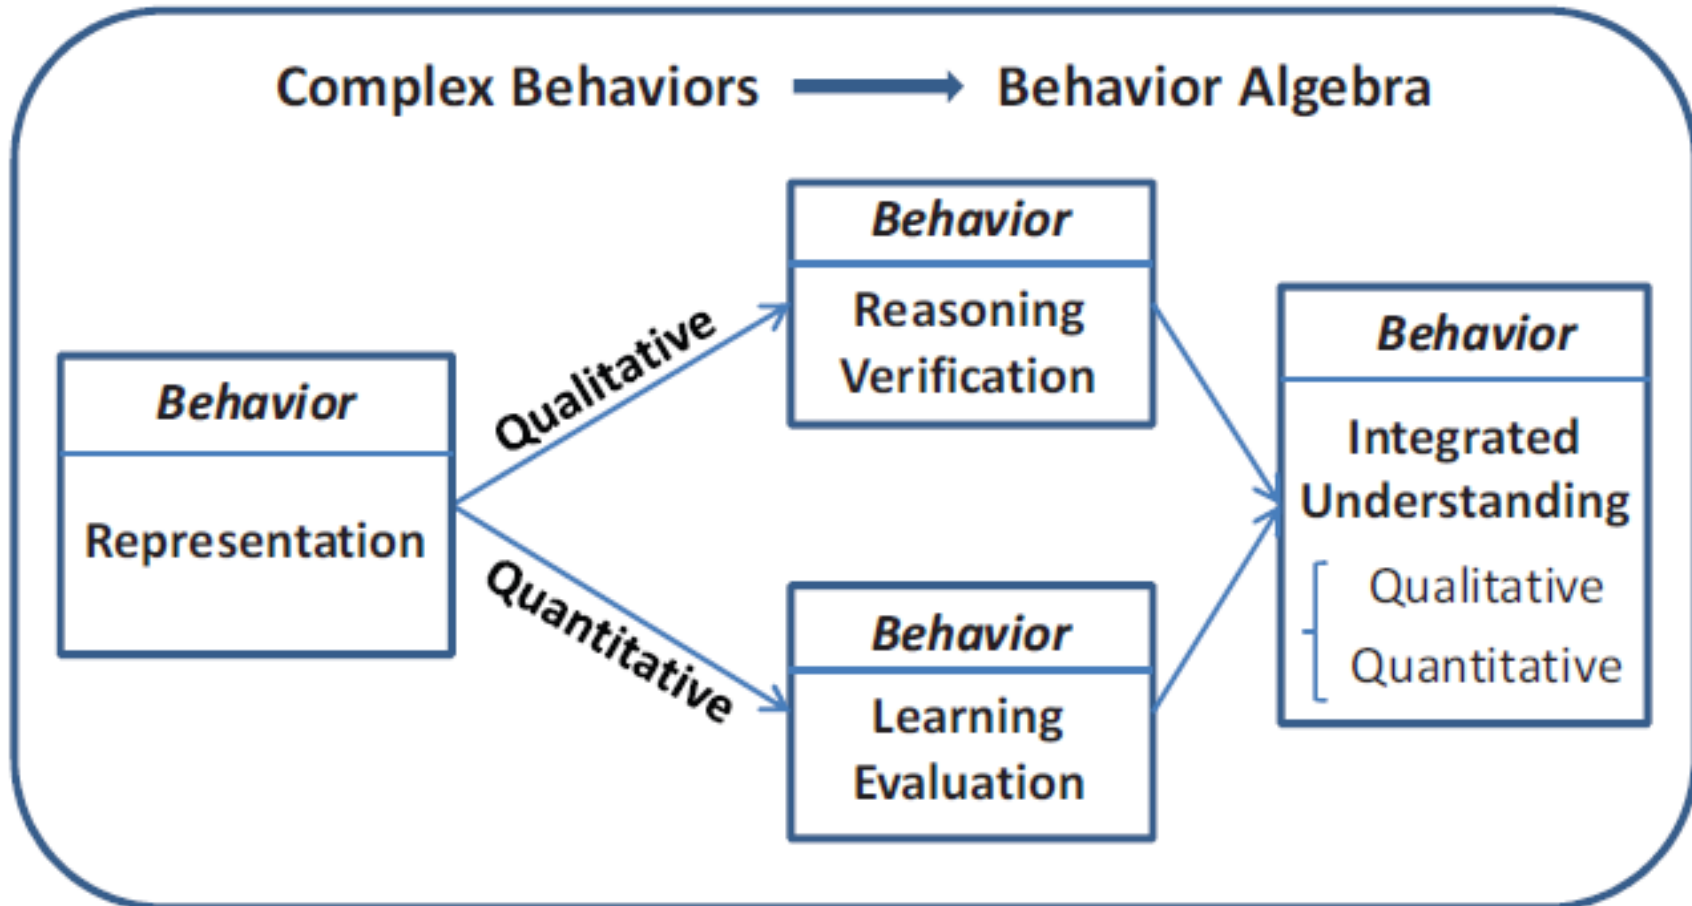 Complex Behaviors
Behavior Algebra
Behavior
Representation
Qualitative
Quantitative
Behavior
Reasoning
Verification
Behavior
Learning
Evaluation
Behavior
Integrated
Understanding
Qualitative
Quantitative